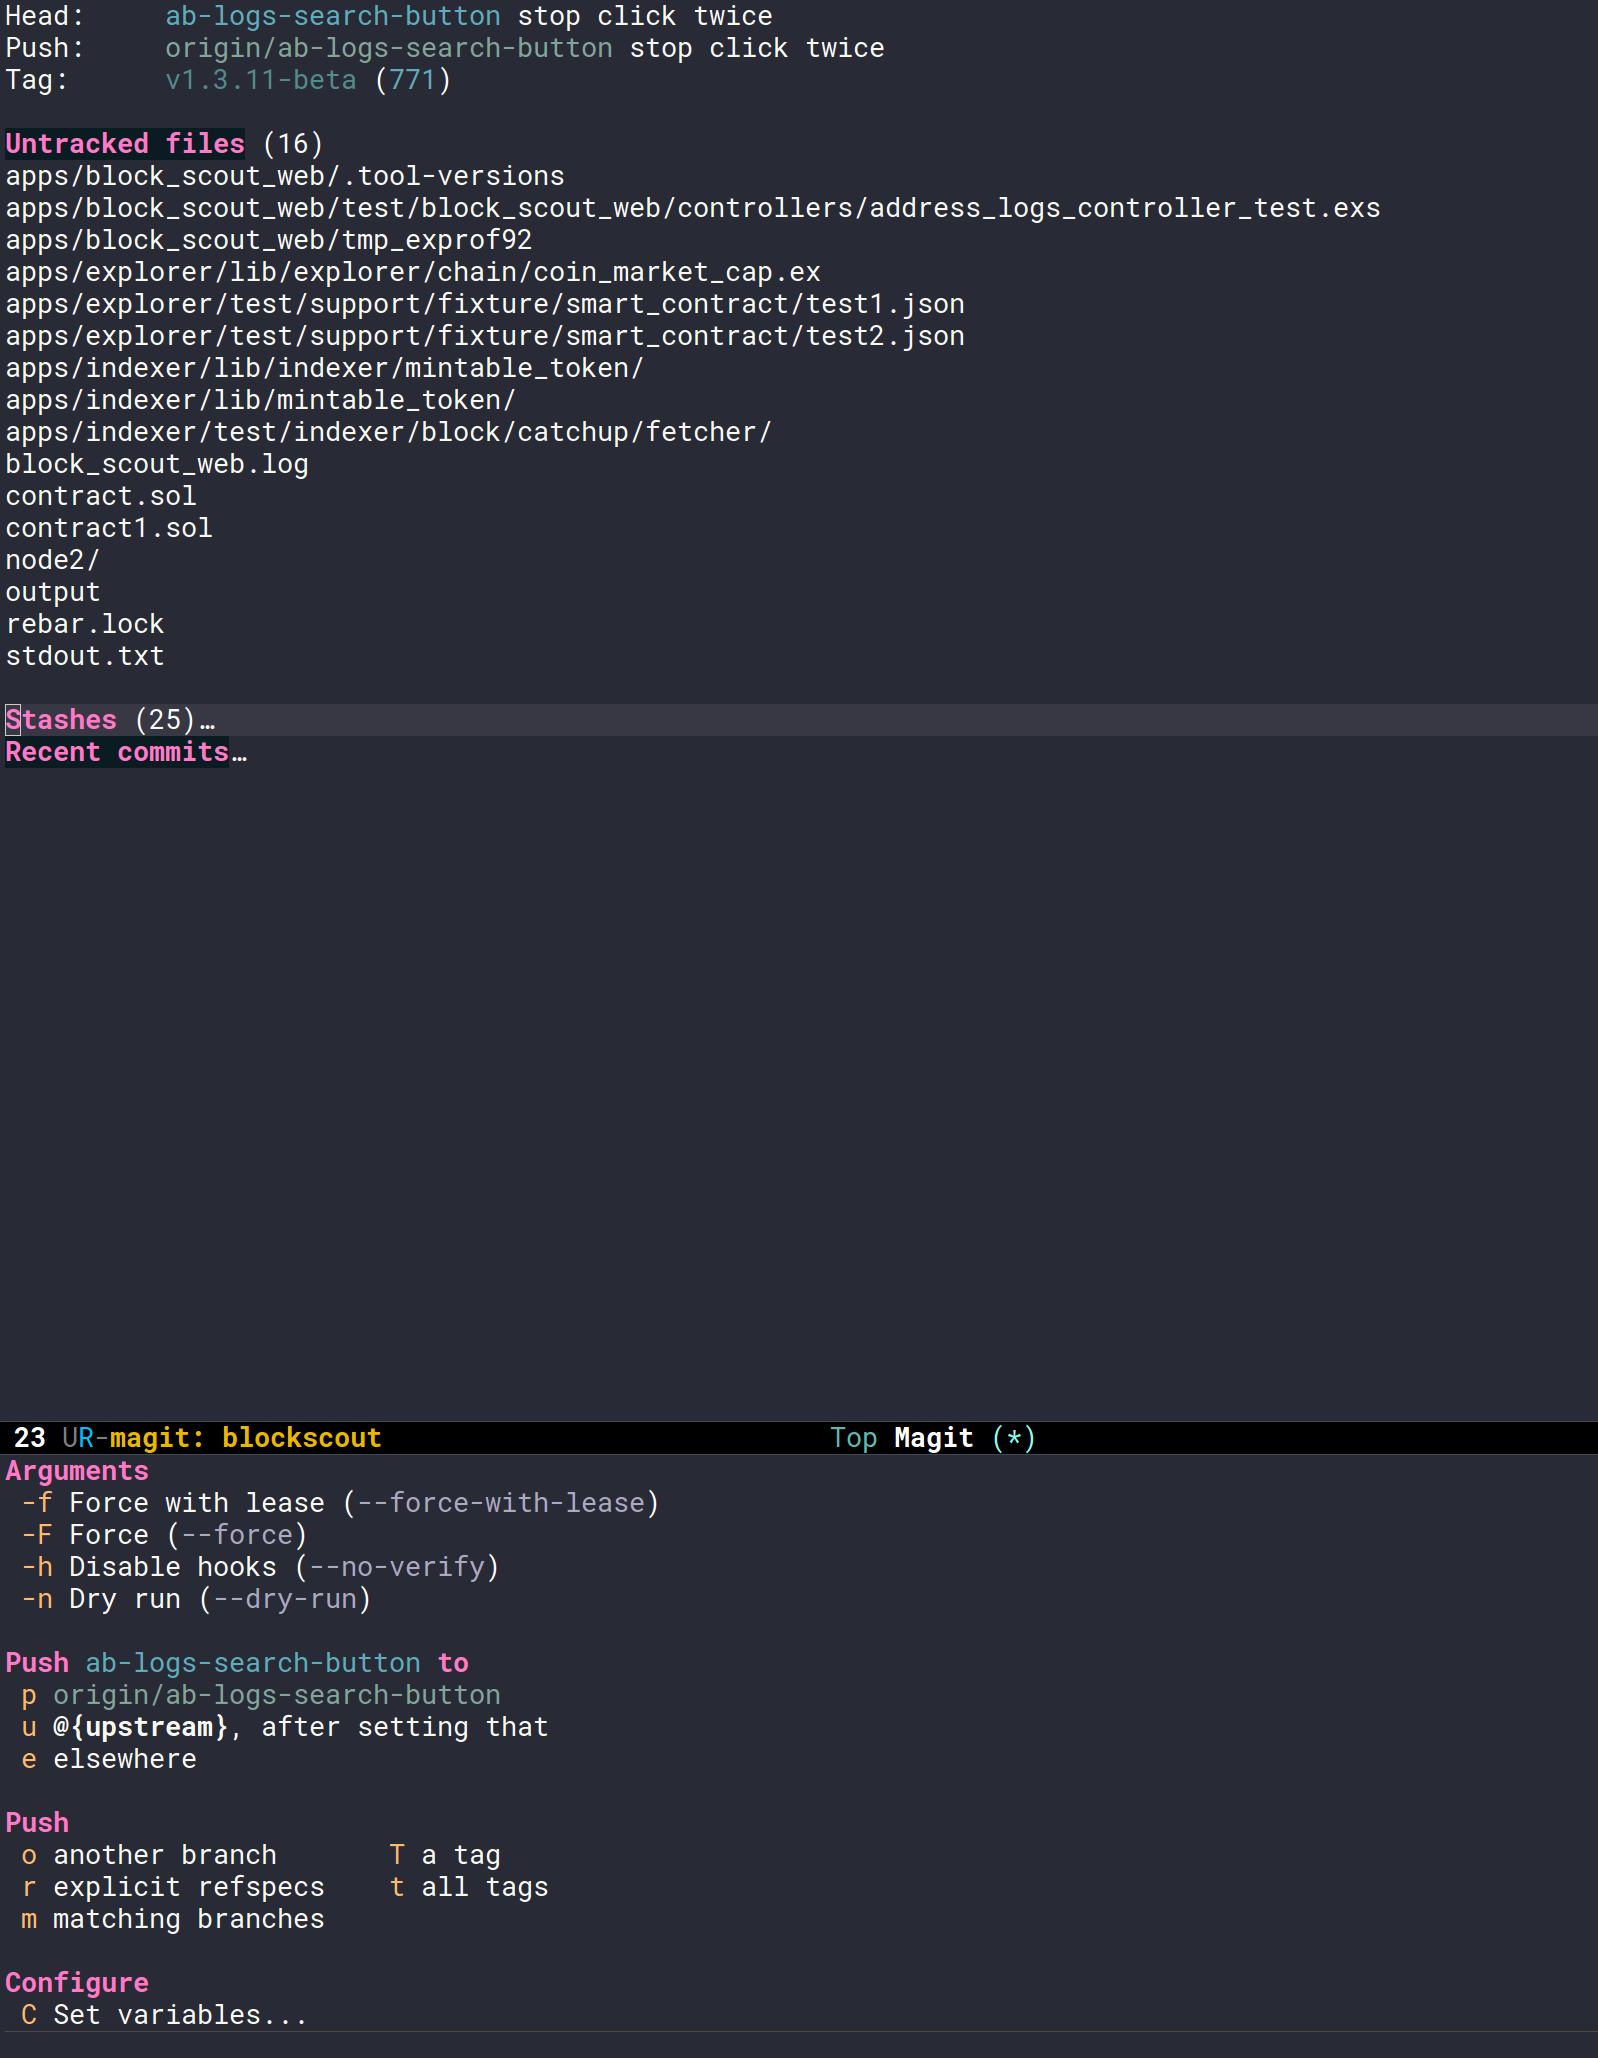 Head:     ab-logs-search-button stop click twice
Push:     origin/ab-logs-search-button stop click twice
Tag:      v1.3.11-beta (771)
Untracked files (16)
apps/block_scout_web/.tool-versions
apps/block_scout_web/test/block_scout_web/controllers/address_logs_controller_test.exs
apps/block_scout_web/tmp_exprof92
apps/explorer/lib/explorer/chain/coin_market_cap.ex
apps/explorer/test/support/fixture/smart_contract/test1.json
apps/explorer/test/support/fixture/smart_contract/test2.json
apps/indexer/lib/indexer/mintable_token/
apps/indexer/lib/mintable_token/
apps/indexer/test/indexer/block/catchup/fetcher/
block_scout_web.log
contract.sol
contract1.sol
node2/
output
rebar.lock
stdout.txt
Stashes (25)…
Recent commits…
23 UR-magit: blockscout Top Magit (*)
Arguments
-f Force with lease (--force-with-lease)
-F Force (--force)
-h Disable hooks (--no-verify)
-n Dry run (--dry-run)
Push ab-logs-search-button to
p origin/ab-logs-search-button
u @{upstream}, after setting that
e elsewhere
Push
o another branch       T a tag
r explicit refspecs    t all tags
m matching branches
Configure
C Set variables...